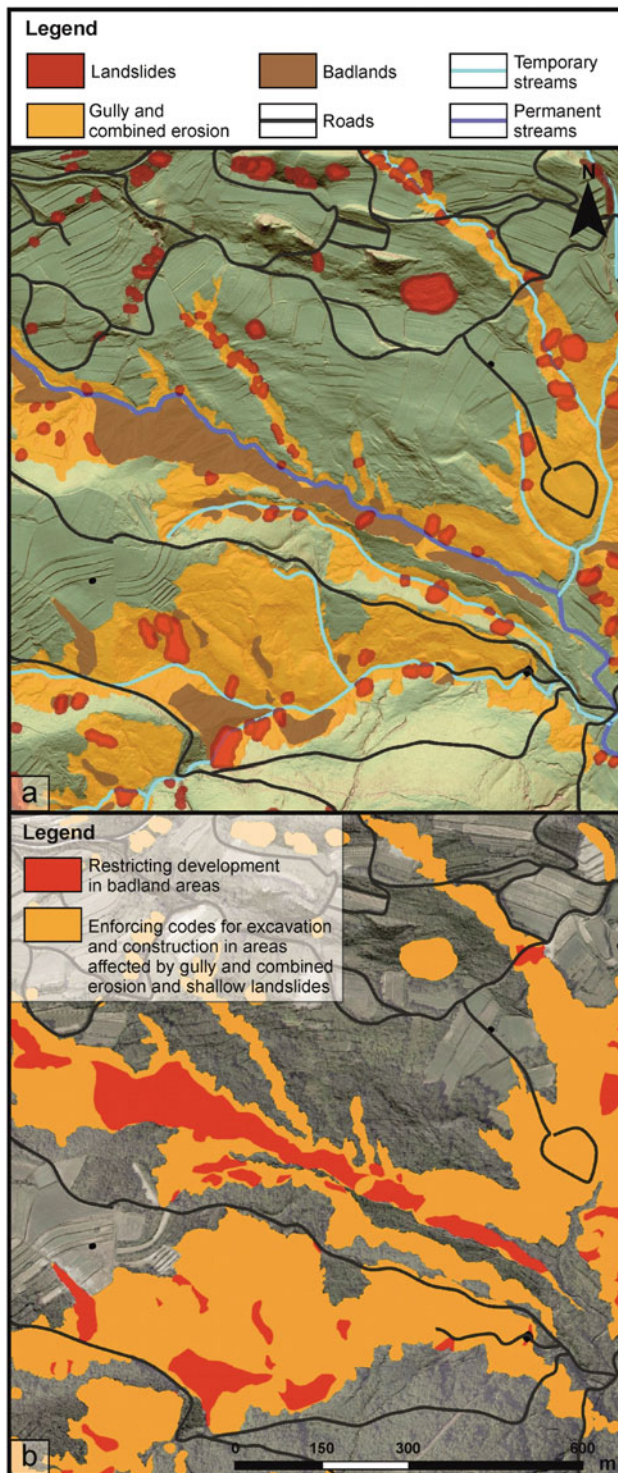 Legend
Landslides
Badlands
Temporary
streams
Gully and
combined erosion
Roads
Permanent
streams
N
a
Legend
Restricting development
in badland areas
Enforcing codes for excavation
and construction in areas
affected by gully and combined
erosion and shallow landslides
b
0 150 300 600
m